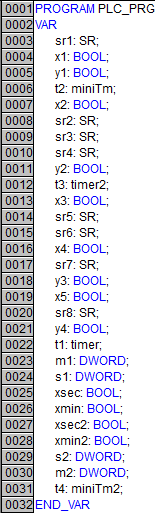 0001 PROGRAM PLC_PRG
0002 VAR
0003 sr1: SR;
0004 x1: BOOL;
0005 y1: BOOL;
0006 t2: miniTm;
0007 x2: BOOL;
0008 sr2: SR;
0009 sr3: SR;
0010 sr4: SR;
0011 y2: BOOL;
0012 t3: timer2;
0013 x3: BOOL;
0014 sr5: SR;
0015 sr6: SR;
0016 x4: BOOL;
0017 sr7: SR;
0018 y3: BOOL;
0019 x5: BOOL;
0020 sr8: SR;
0021 y4: BOOL;
0022 t1: timer;
0023 m1: DWORD;
0024 s1: DWORD;
0025 xsec: BOOL;
0026 xmin: BOOL;
0027 xsec2: BOOL;
0028 xmin2: BOOL;
0029 s2: DWORD;
0030 m2: DWORD;
0031 t4: miniTm2;
0032 END_VAR